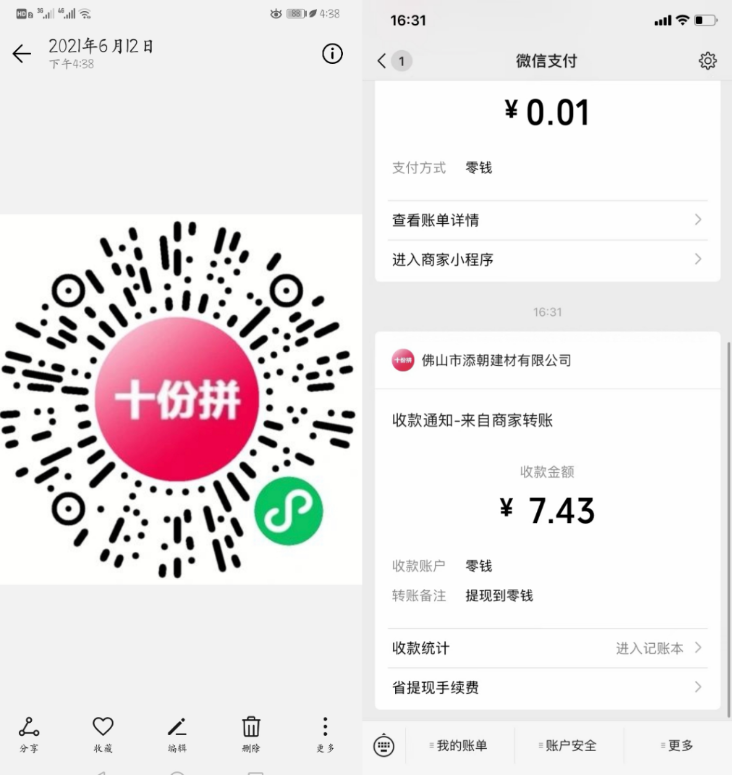 4:38
2021年6月12日
下午4:38
十份拼
分享
收藏
编辑
删除
更多
16:31
1
微信支付
¥ 0.01
支付方式 零钱
查看账单详情
进入商家小程序
16:31
十份拼 佛山市添朝建材有限公司
收款通知-来自商家转账
收款金额
¥ 7.43
收款账户 零钱
转账备注 提现到零钱
收款统计 进入记账本
省提现手续费
我的账单
账户安全
更多